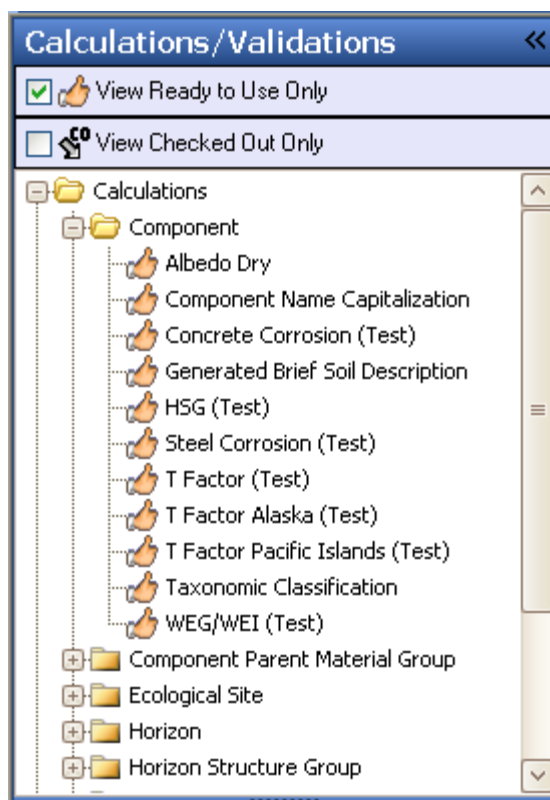 Calculations/Validations
View Ready to Use Only
CO View Checked Out Only
Calculations
Component
Albedo Dry
Component Name Capitalization
Concrete Corrosion (Test)
Generated Brief Soil Description
HSG (Test)
Steel Corrosion (Test)
T Factor (Test)
T Factor Alaska (Test)
T Factor Pacific Islands (Test)
Taxonomic Classification
WEG/WEI (Test)
Component Parent Material Group
Ecological Site
Horizon
Horizon Structure Group